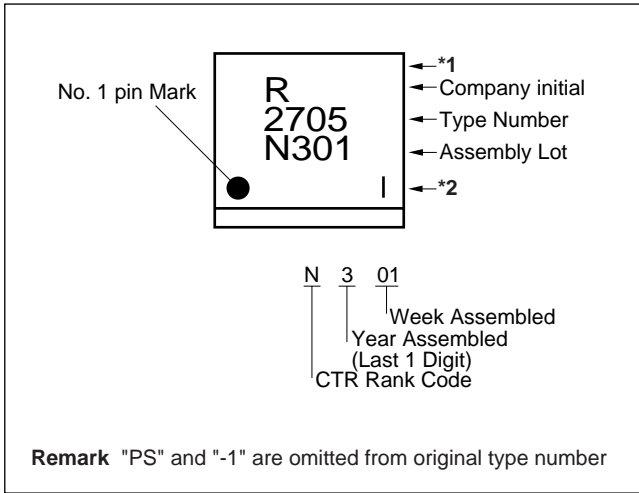 *1
No. 1 pin Mark
R
Company initial
2705
Type Number
N301
Assembly Lot
*2
N 3 01
Week Assembled
Year Assembled
(Last 1 Digit)
CTR Rank Code
Remark "PS" and "-1" are omitted from original type number